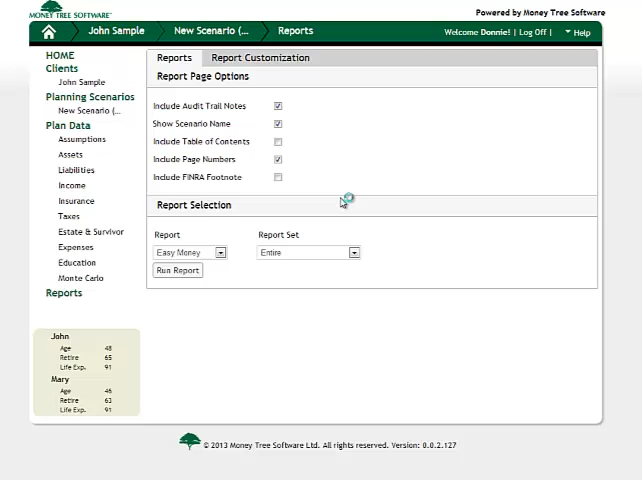 MONEY TREE SOFTWARE
Powered by Money Tree Software
John Sample New Scenario (... Reports Welcome Donnie! | Log Off | Help
HOME
Clients
John Sample
Planning Scenarios
New Scenario (...
Plan Data
Assumptions
Assets
Liabilities
Income
Insurance
Taxes
Estate & Survivor
Expenses
Education
Monte Carlo
Reports
John
Age 48
Retire 65
Life Exp. 91
Mary
Age 46
Retire 63
Life Exp. 91
Reports Report Customization
Report Page Options
Include Audit Trail Notes
Show Scenario Name
Include Table of Contents
Include Page Numbers
Include FINRA Footnote
Report Selection
Report Report Set
Easy Money Entire
Run Report
© 2013 Money Tree Software Ltd. All rights reserved. Version: 0.0.2.127